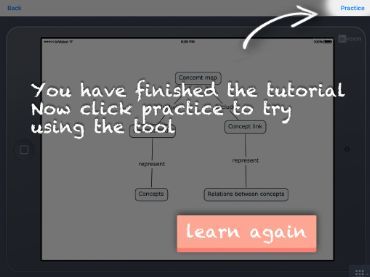 Back
Practice
Concept map
You have finished the tutorial
Now click practice to try
using the tool
Concept link
represent
represent
Concepts
Relations between concepts
learn again